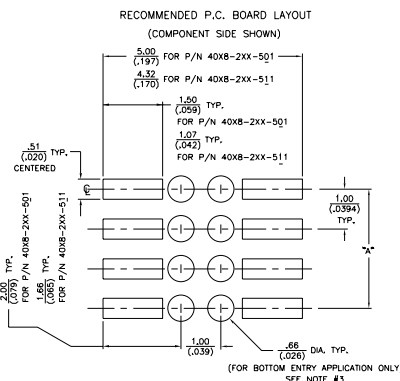 RECOMMENDED P.C. BOARD LAYOUT
(COMPONENT SIDE SHOWN)
5.00
(.197) FOR P/N 40X8-2XX-501
4.32
(.170) FOR P/N 40X8-2XX-511
1.50
(.059) TYP.
FOR P/N 40X8-2XX-501
1.07
(.042) TYP.
FOR P/N 40X8-2XX-511
.51
(.020) TYP.
CENTERED
℄
1.00
(.0394)
TYP.
"A"
2.00
(.079) TYP.
FOR P/N 40X8-2XX-501
1.66
(.065) TYP.
FOR P/N 40X8-2XX-511
1.00
(.039)
.66
(.026) DIA. TYP.
(FOR BOTTOM ENTRY APPLICATION ONLY
SEE NOTE #3